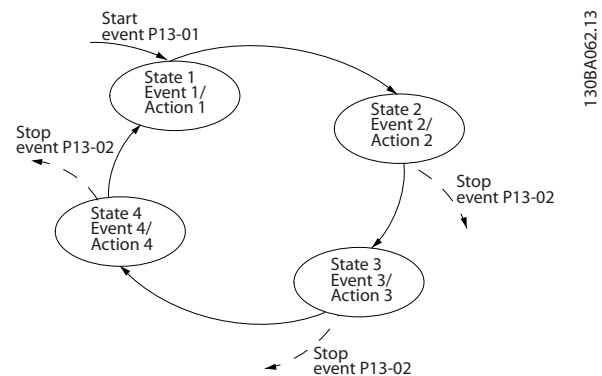 Start
event P13-01
130BA062.13
State 1
Event 1/
Action 1
State 2
Event 2/
Action 2
Stop
event P13-02
Stop
event P13-02
State 4
Event 4/
Action 4
State 3
Event 3/
Action 3
Stop
event P13-02